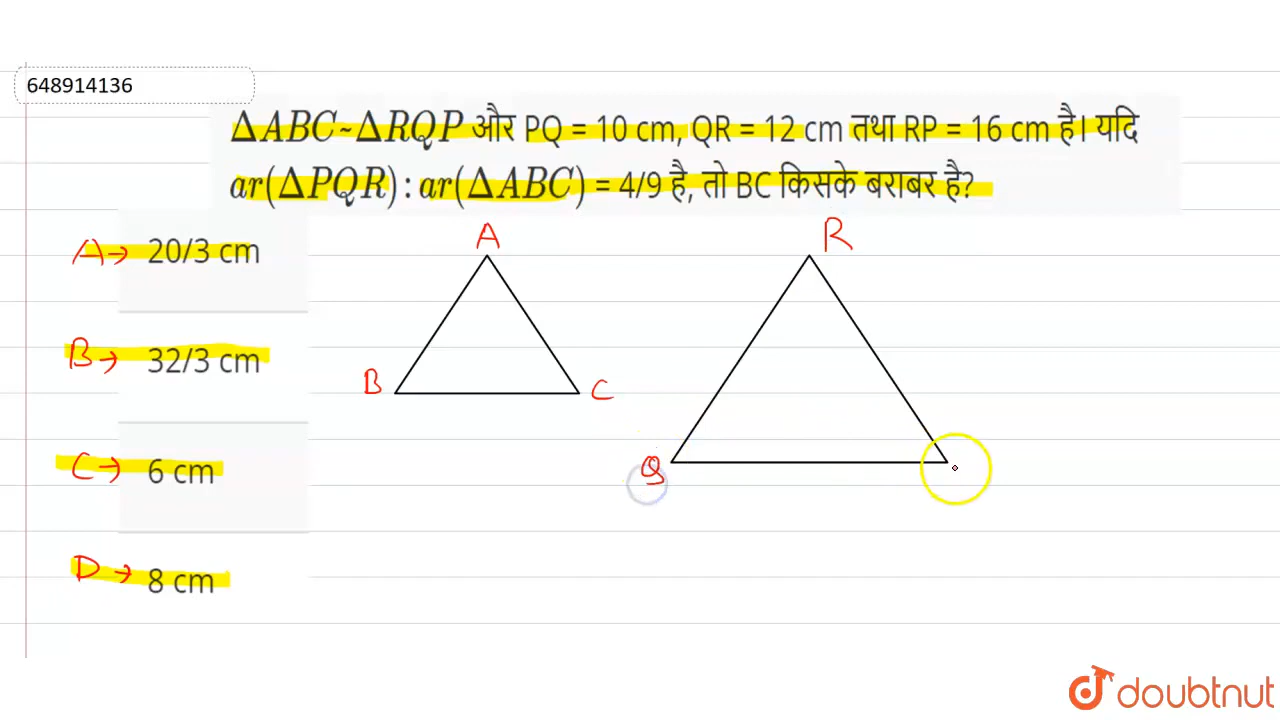 648914136
ΔABC~ΔRQP और PQ = 10 cm, QR = 12 cm तथा RP = 16 cm है। यदि
ar(ΔPQR) : ar(ΔABC) = 4/9 है, तो BC किसके बराबर है?
A → 20/3 cm
B → 32/3 cm
C → 6 cm
D → 8 cm
A
B
C
R
Q
doubtnut